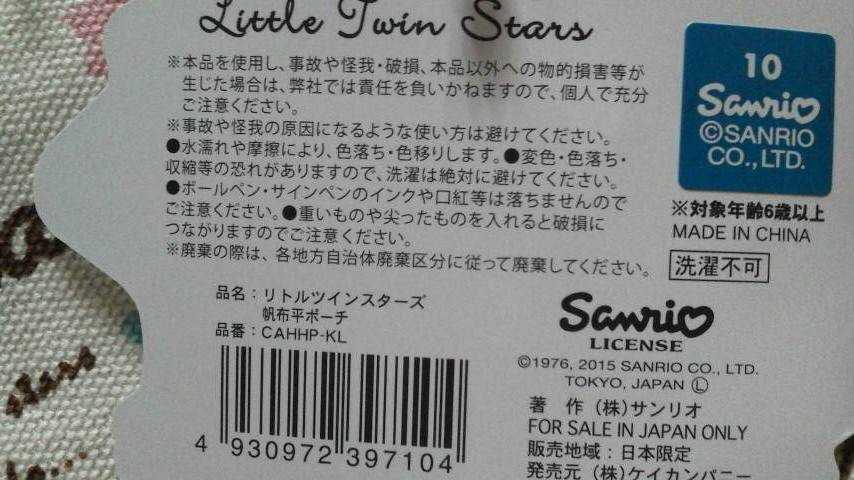 Little Twin Stars
※本品を使用し、事故や怪我・破損、本品以外への物的損害等が
生じた場合は、弊社では責任を負いかねますので、個人で充分
ご注意ください。
※事故や怪我の原因になるような使い方は避けてください。
●水濡れや摩擦により、色落ち・色移りします。●変色・色落ち・
収縮等の恐れがありますので、洗濯は絶対に避けてください。
●ボールペン・サインペンのインクや口紅等は落ちませんので
ご注意ください。●重いものや尖ったものを入れると破損に
つながりますのでご注意ください。
※廃棄の際は、各地方自治体廃棄区分に従って廃棄してください。
10
Sanrio
©SANRIO
CO.,LTD.
※対象年齢6歳以上
MADE IN CHINA
洗濯不可
品名：リトルツインスターズ
帆布平ポーチ
品番：CAHHP-KL
4 930972 397104
Sanrio
LICENSE
©1976, 2015 SANRIO CO., LTD.
TOKYO, JAPAN Ⓛ
著　作 (株)サンリオ
FOR SALE IN JAPAN ONLY
販売地域：日本限定
発売元 (株)ケイカンパニー
stars